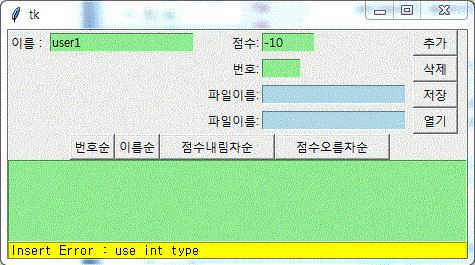 tk
이름 : user1 점수: -10 추가
번호: 삭제
파일이름: 저장
파일이름: 열기
번호순 이름순 점수내림차순 점수오름차순
Insert Error : use int type